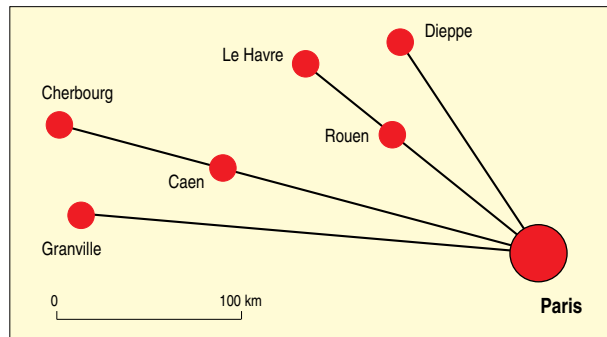 Dieppe
Le Havre
Cherbourg
Rouen
Caen
Granville
0 100 km
Paris